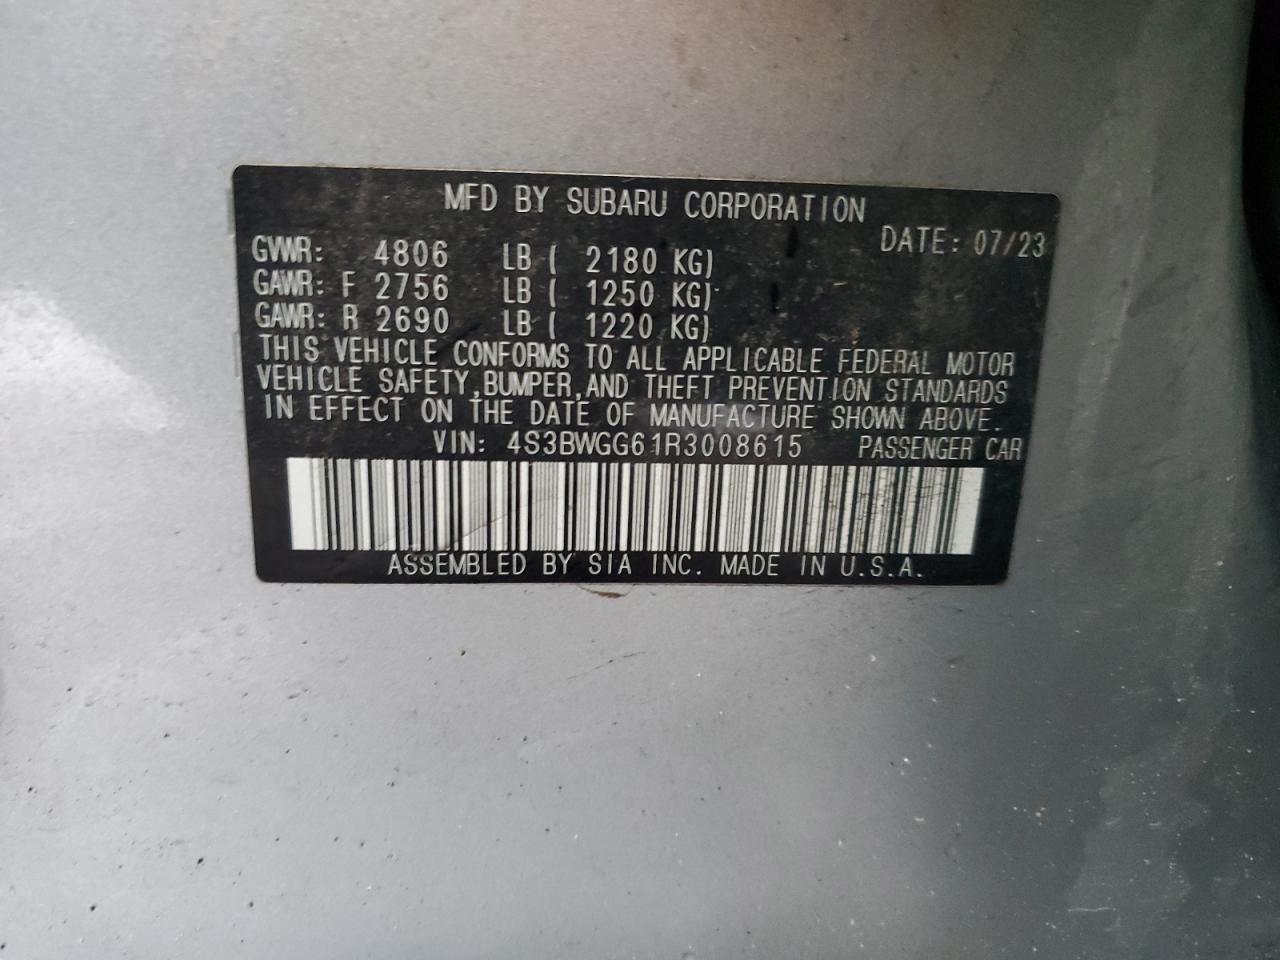 MFD BY SUBARU CORPORATION
DATE: 07/23
GVWR: 4806 LB ( 2180 KG)
GAWR: F 2756 LB ( 1250 KG)
GAWR: R 2690 LB ( 1220 KG)
THIS VEHICLE CONFORMS TO ALL APPLICABLE FEDERAL MOTOR
VEHICLE SAFETY,BUMPER,AND THEFT PREVENTION STANDARDS
IN EFFECT ON THE DATE OF MANUFACTURE SHOWN ABOVE.
VIN: 4S3BWGG61R3008615 PASSENGER CAR
ASSEMBLED BY SIA INC. MADE IN U.S.A.